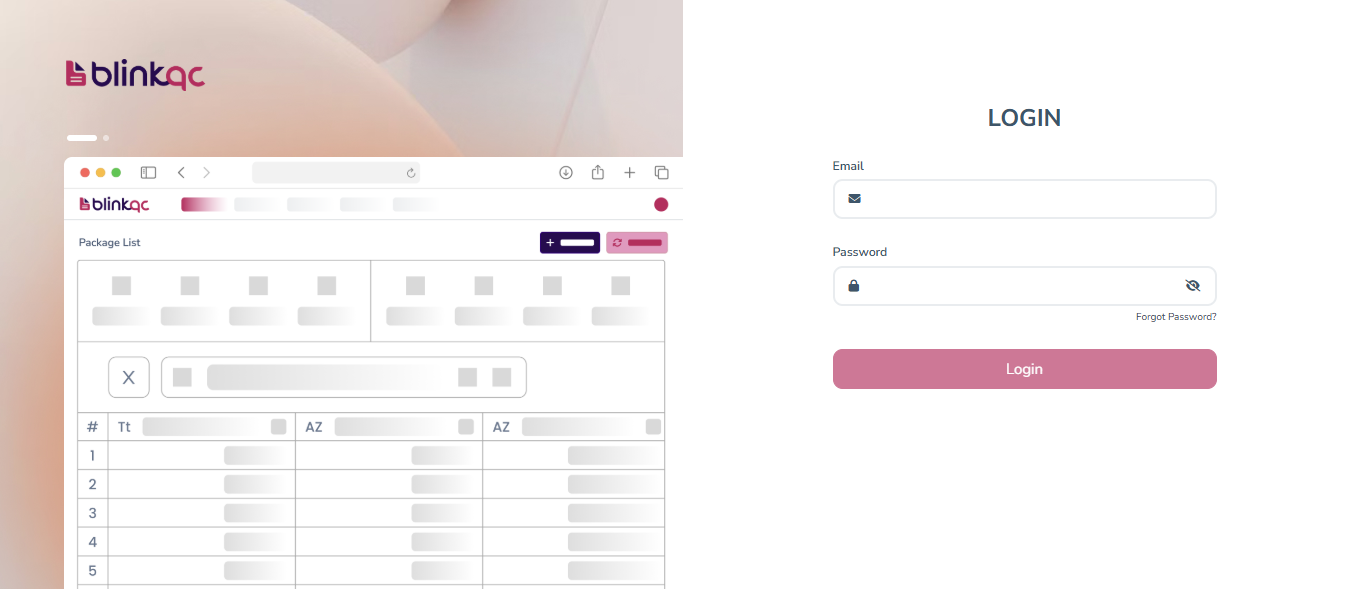 blinkqc
blinkqc
Package List
X
# Tt AZ AZ
1
2
3
4
5
LOGIN
Email
Password
Forgot Password?
Login